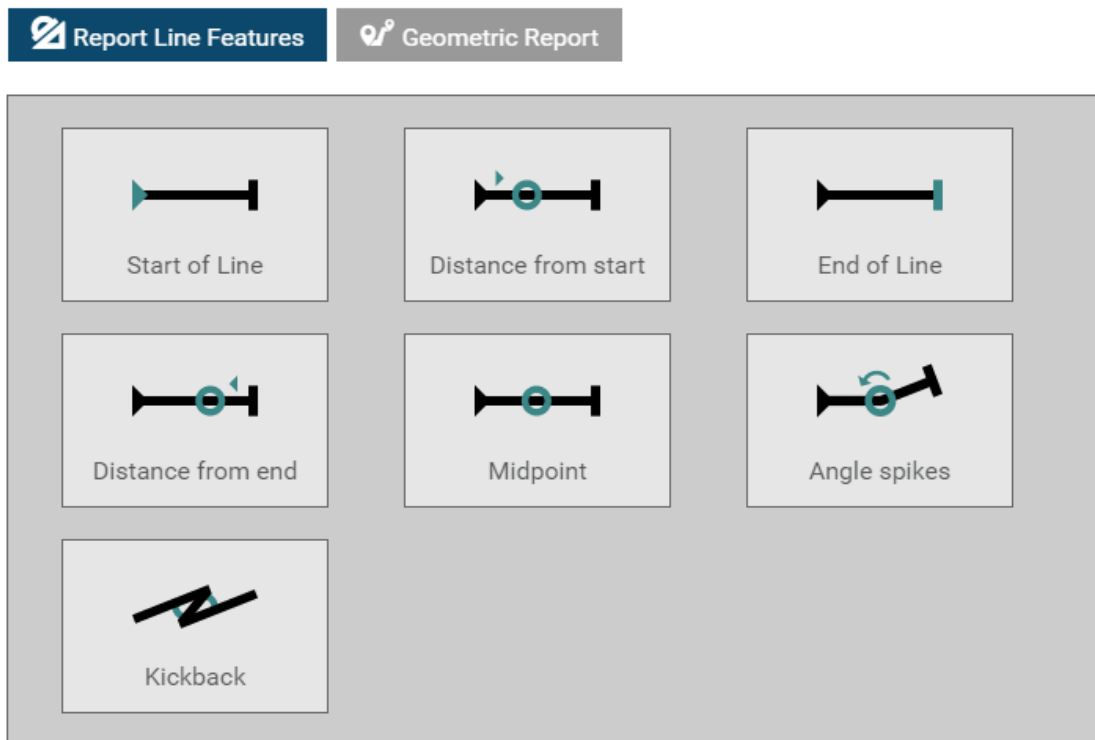 Report Line Features
Geometric Report
Start of Line
Distance from start
End of Line
Distance from end
Midpoint
Angle spikes
Kickback